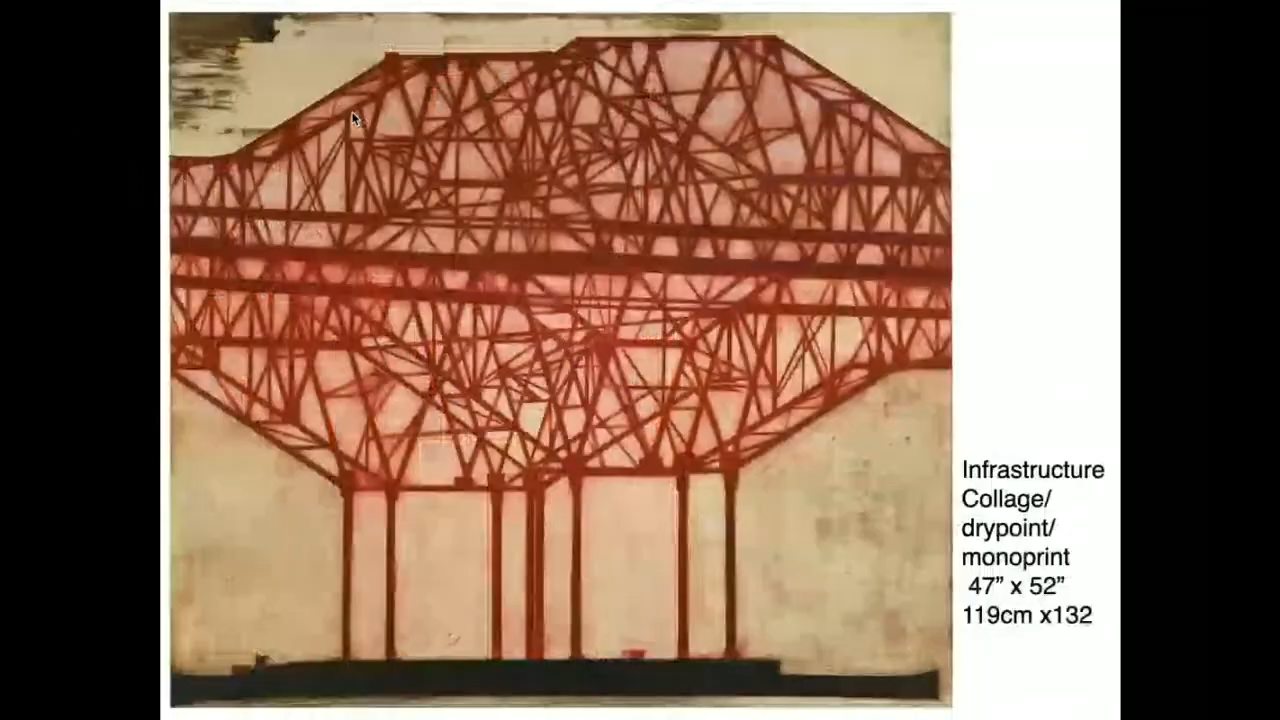 Infrastructure
Collage/
drypoint/
monoprint
47” x 52”
119cm x132